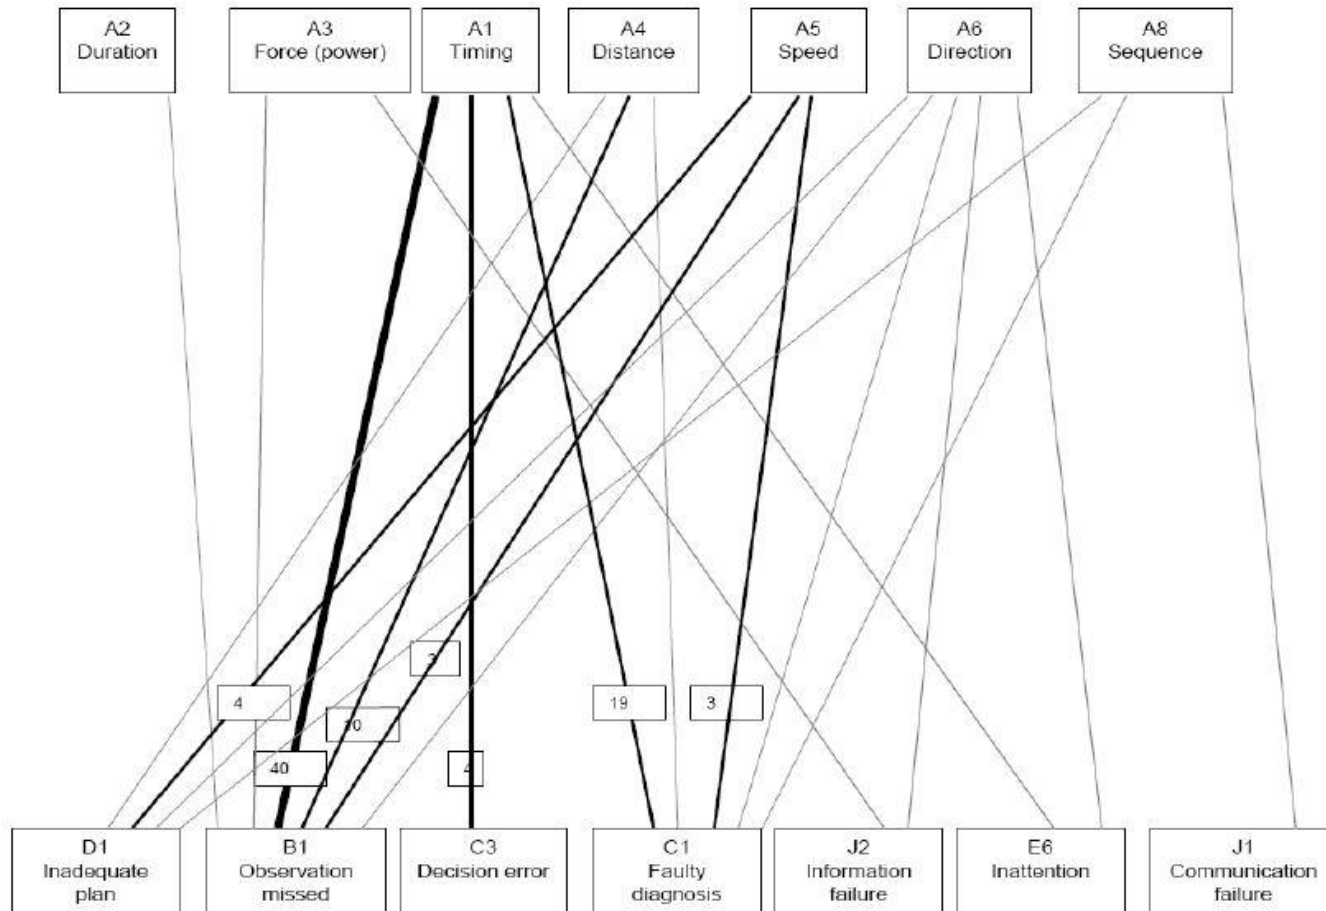 A2
Duration
A3
Force (power)
A1
Timing
A4
Distance
A5
Speed
A6
Direction
A8
Sequence
3
4
19
3
10
40
4
D1
Inadequate
plan
B1
Observation
missed
C3
Decision error
C1
Faulty
diagnosis
J2
Information
failure
E6
Inattention
J1
Communication
failure